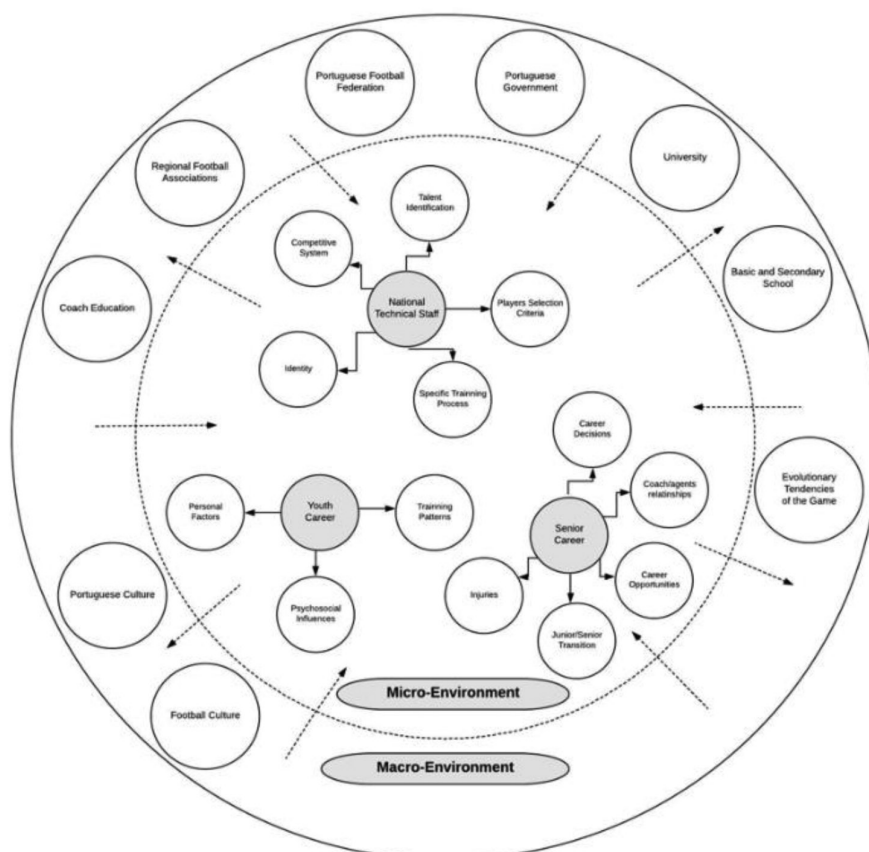 Portuguese Football
Federation
Portuguese
Government
University
Regional Football
Associations
Basic and Secondary
School
Coach Education
Talent
Identification
Competitive
System
National
Technical Staff
Players Selection
Criteria
Identity
Specific Trainning
Process
Career
Decisions
Evolutionary
Tendencies
of the Game
Coach/agents
relatinships
Personal
Factors
Youth
Career
Trainning
Patterns
Senior
Career
Portuguese Culture
Psychosocial
Influences
Injuries
Career
Opportunities
Junior/Senior
Transition
Football Culture
Micro-Environment
Macro-Environment